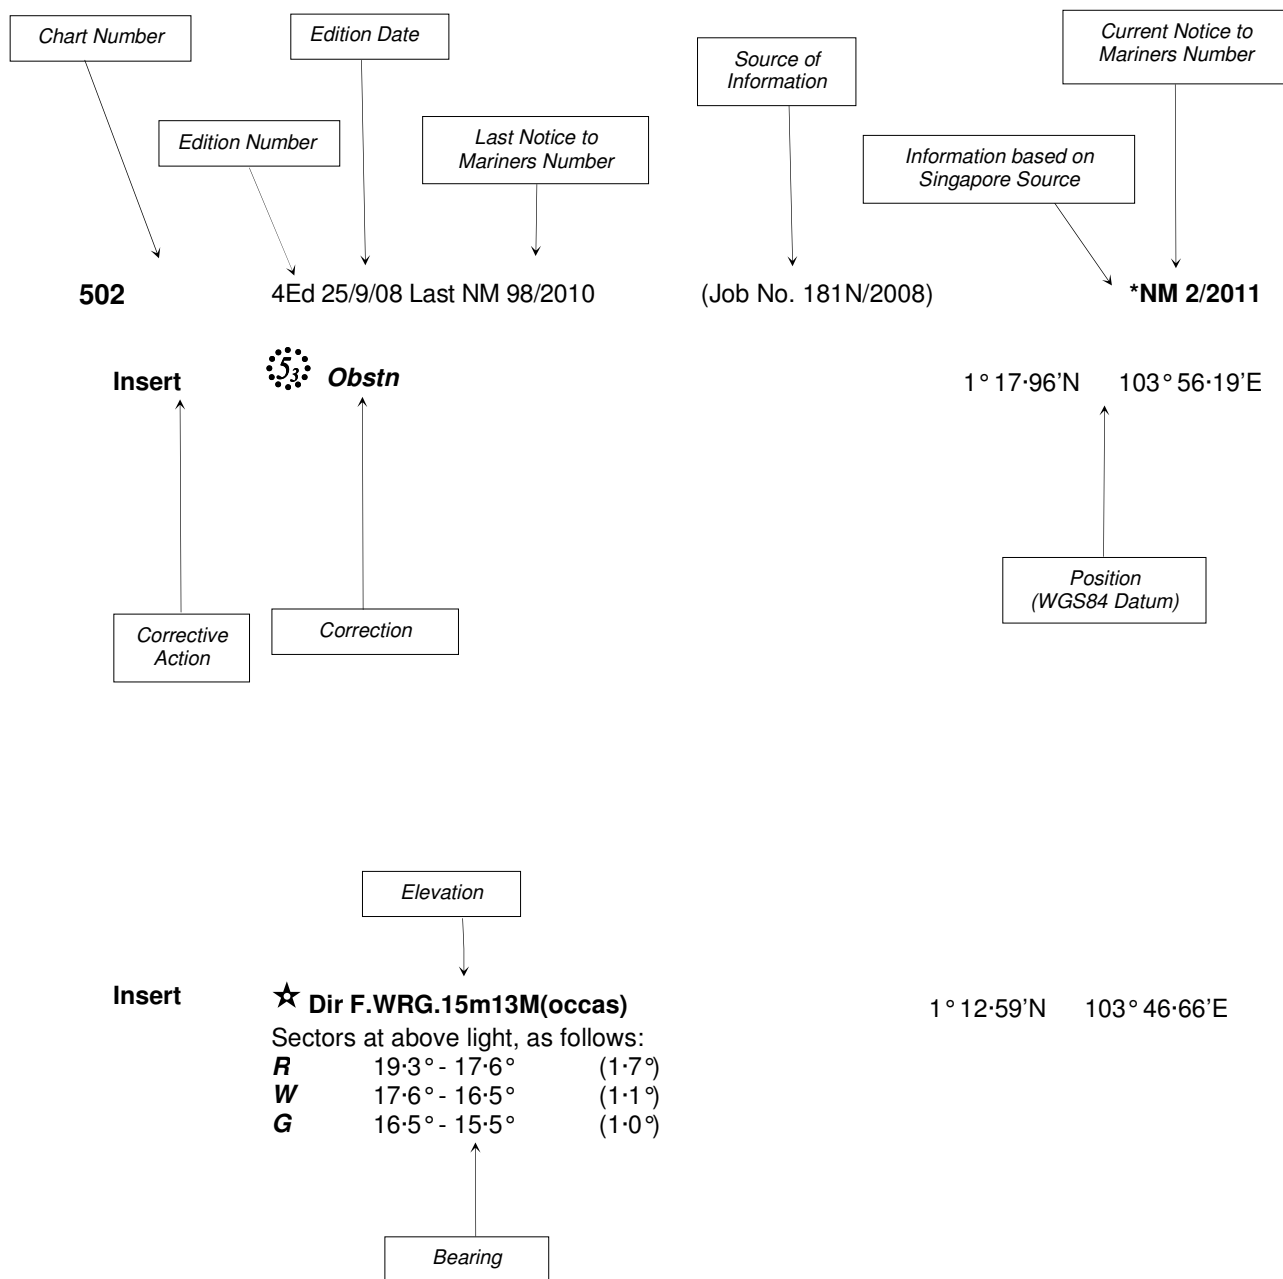 Chart Number
Edition Date
Source of
Information
Current Notice to
Mariners Number
Edition Number
Last Notice to
Mariners Number
Information based on
Singapore Source
502 4Ed 25/9/08 Last NM 98/2010 (Job No. 181N/2008) *NM 2/2011
Insert 5₃ Obstn 1° 17·96’N 103° 56·19’E
Corrective
Action
Correction
Position
(WGS84 Datum)
Elevation
Insert Dir F.WRG.15m13M(occas) 1° 12·59’N 103° 46·66’E
Sectors at above light, as follows:
R 19·3° - 17·6° (1·7°)
W 17·6° - 16·5° (1·1°)
G 16·5° - 15·5° (1·0°)
Bearing